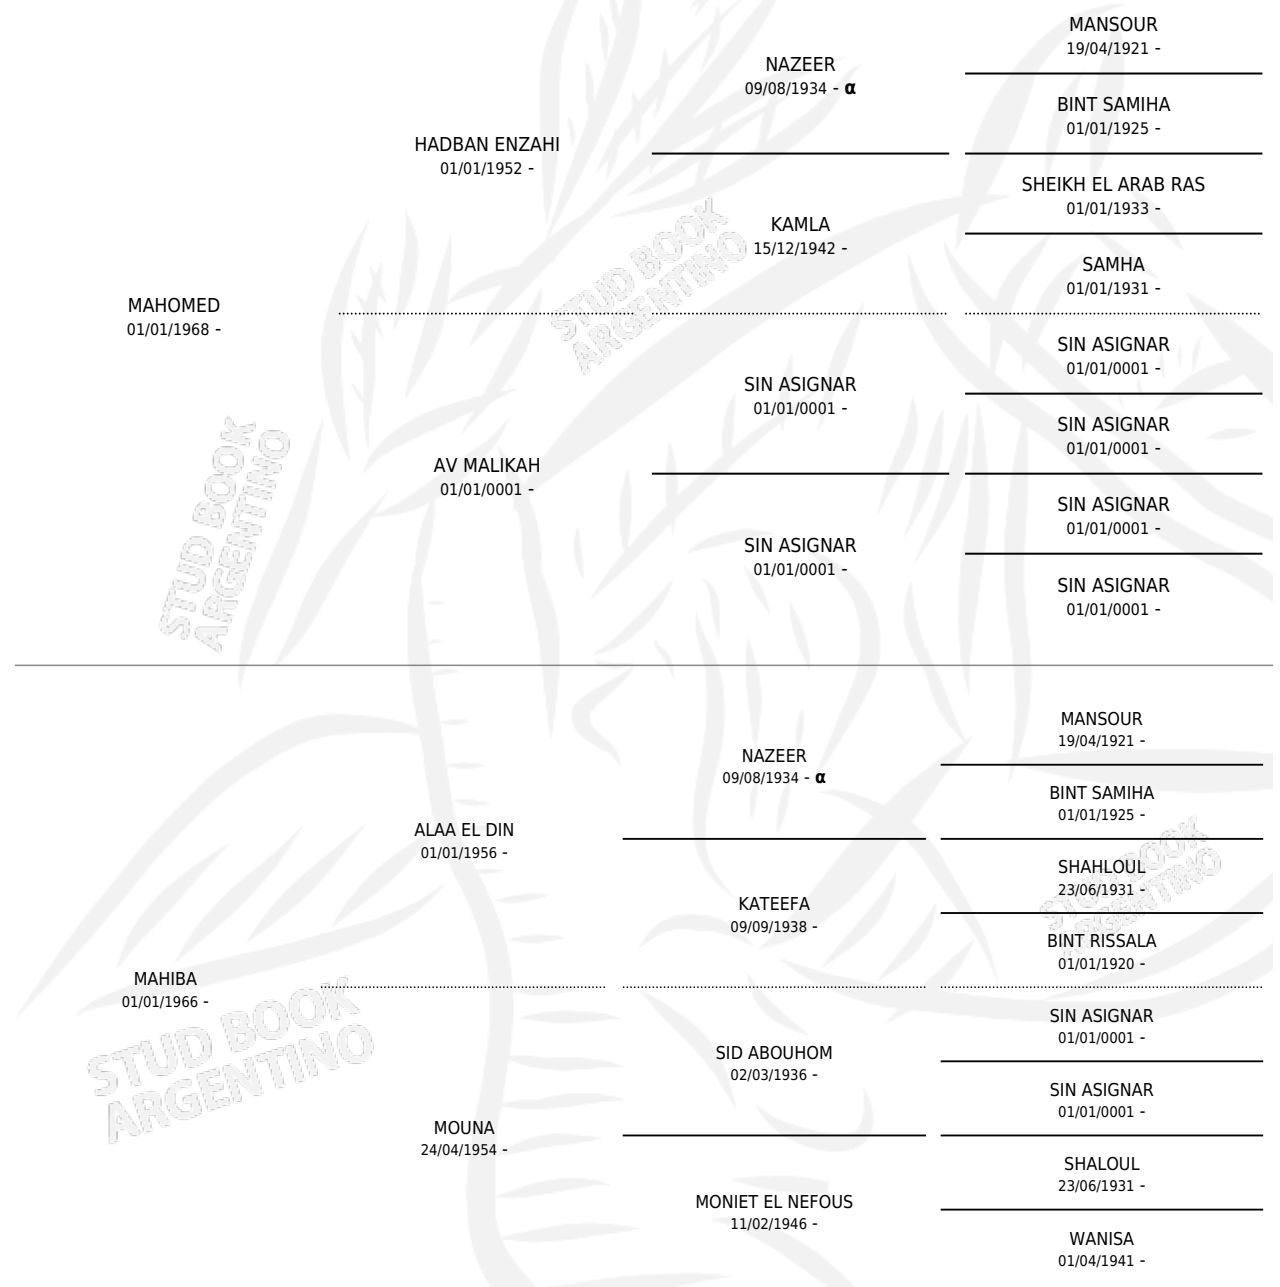 MANSOUR
19/04/1921 -
NAZEER
09/08/1934 - α
BINT SAMIHA
01/01/1925 -
HADBAN ENZAHI
01/01/1952 -
SHEIKH EL ARAB RAS
01/01/1933 -
KAMLA
15/12/1942 -
SAMHA
01/01/1931 -
MAHOMED
01/01/1968 -
SIN ASIGNAR
01/01/0001 -
SIN ASIGNAR
01/01/0001 -
SIN ASIGNAR
01/01/0001 -
AV MALIKAH
01/01/0001 -
SIN ASIGNAR
01/01/0001 -
SIN ASIGNAR
01/01/0001 -
SIN ASIGNAR
01/01/0001 -
STUD BOOK
ARGENTINO
STUD BOOK
ARGENTINO
MANSOUR
19/04/1921 -
NAZEER
09/08/1934 - α
BINT SAMIHA
01/01/1925 -
ALAA EL DIN
01/01/1956 -
SHAHLOUL
23/06/1931 -
KATEEFA
09/09/1938 -
BINT RISSALA
01/01/1920 -
MAHIBA
01/01/1966 -
SIN ASIGNAR
01/01/0001 -
SID ABOUHOM
02/03/1936 -
SIN ASIGNAR
01/01/0001 -
MOUNA
24/04/1954 -
SHALOUL
23/06/1931 -
MONIET EL NEFOUS
11/02/1946 -
WANISA
01/04/1941 -
STUD BOOK
ARGENTINO
STUD BOOK
ARGENTINO